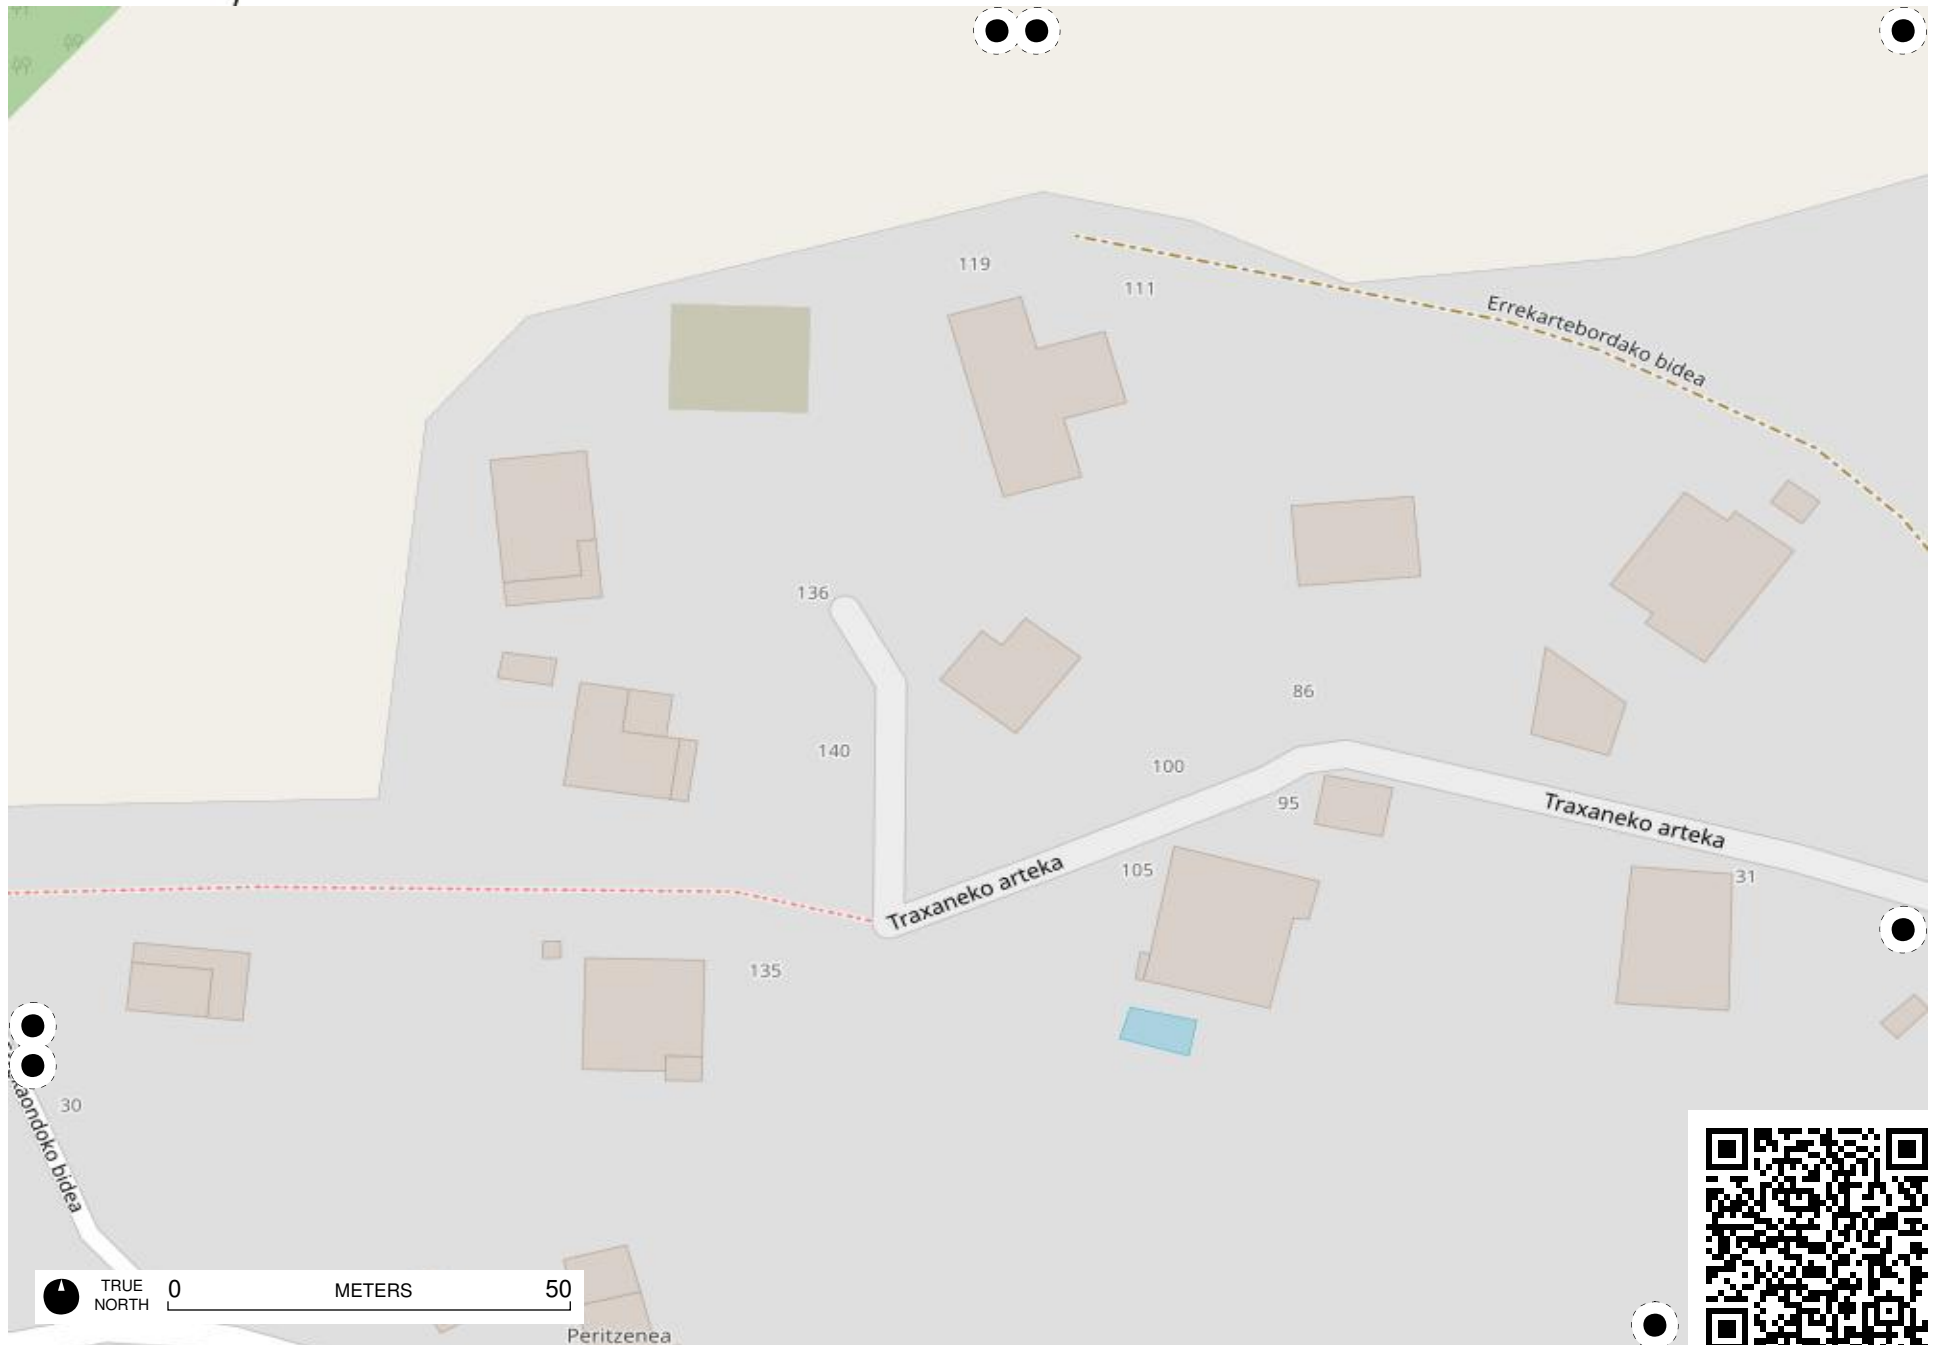 119
111
Errekartebordako bidea
136
86
140
100
95
Traxaneko arteka
Traxaneko arteka
105
31
135
30
aondoko bidea
TRUE NORTH
0 METERS 50
Peritzenea